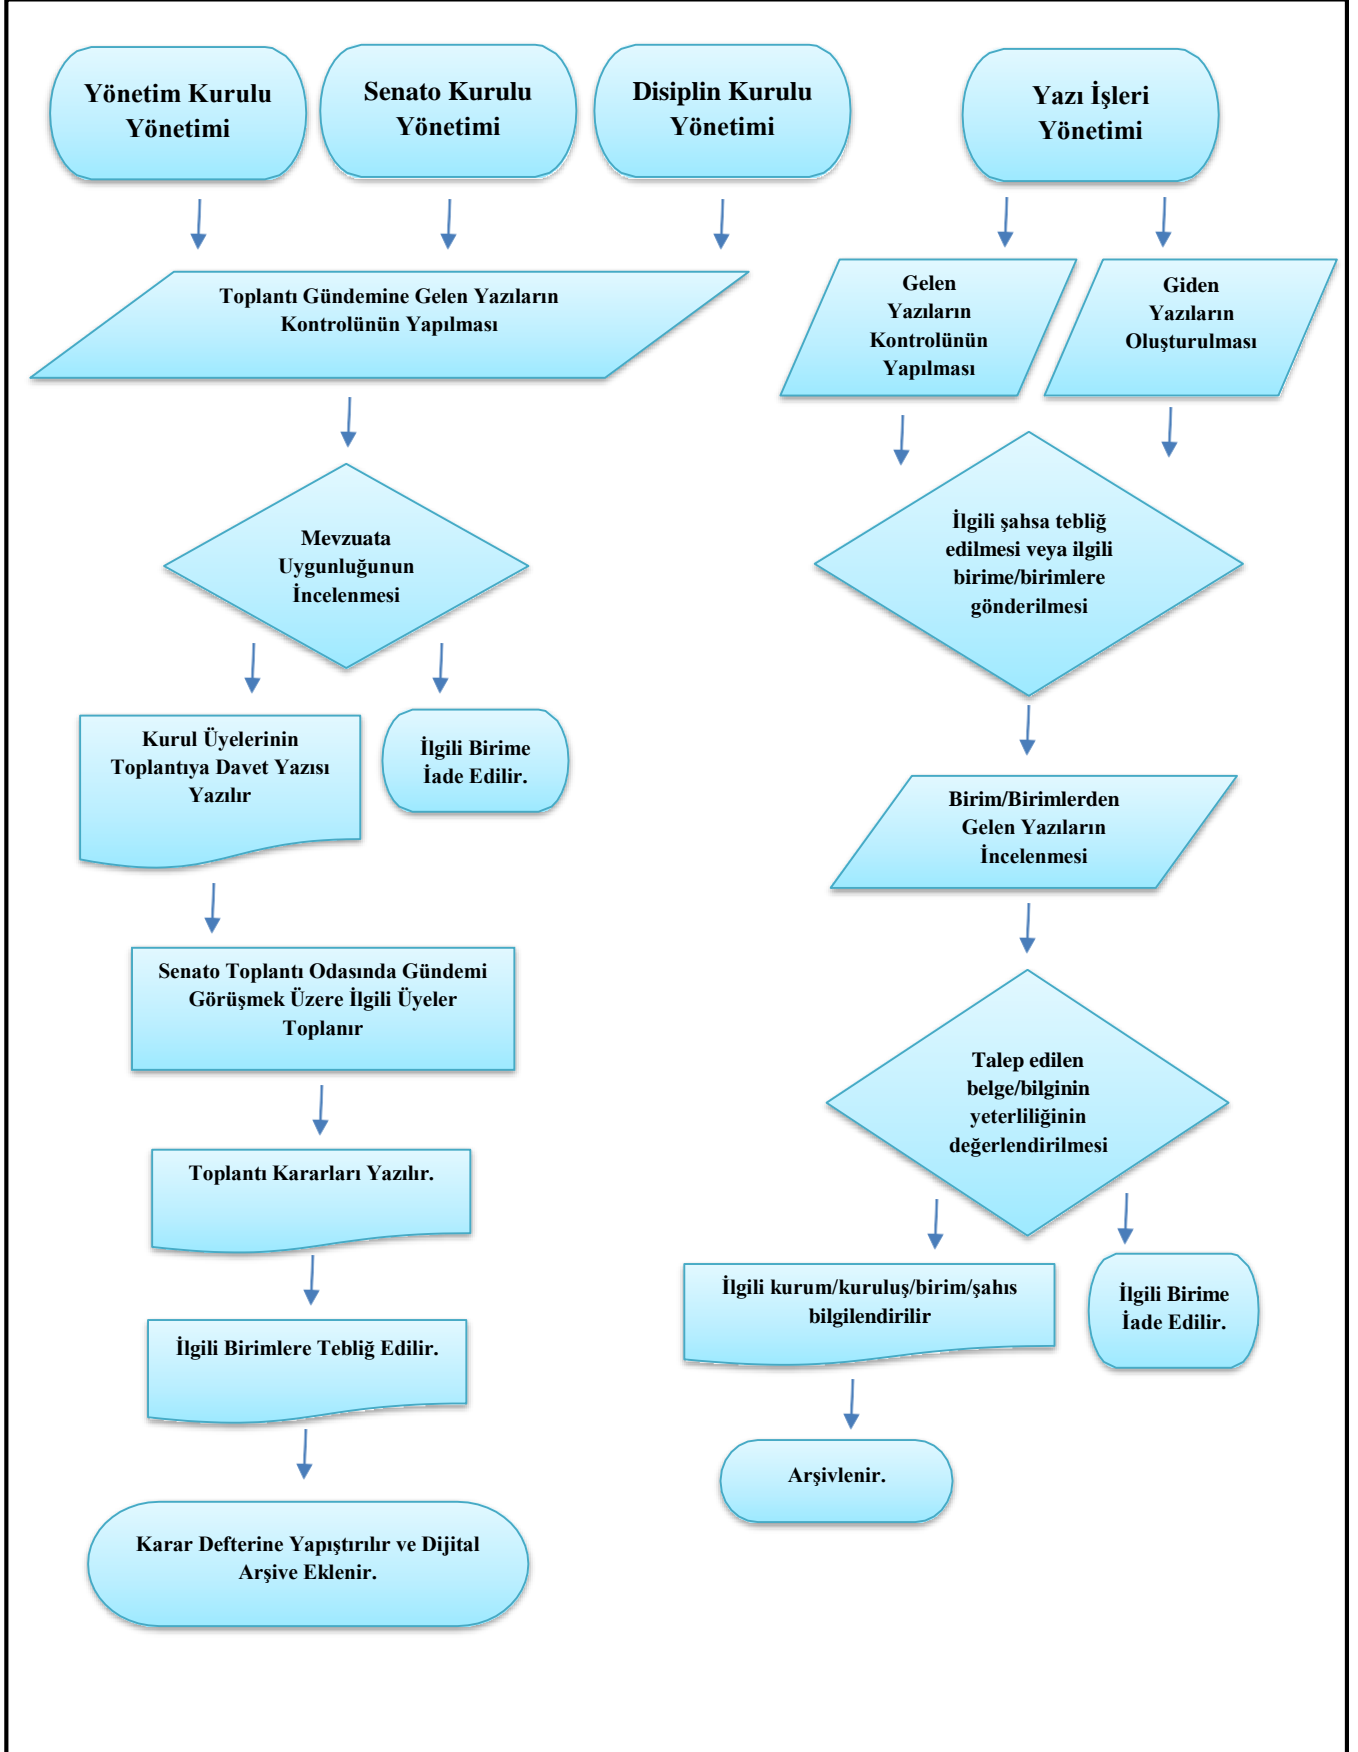 Yönetim Kurulu
Yönetimi
Senato Kurulu
Yönetimi
Disiplin Kurulu
Yönetimi
Yazı İşleri
Yönetimi
Toplantı Gündemine Gelen Yazıların
Kontrolünün Yapılması
Gelen
Yazıların
Kontrolünün
Yapılması
Giden
Yazıların
Oluşturulması
Mevzuata
Uygunluğunun
İncelenmesi
İlgili şahsa tebliğ
edilmesi veya ilgili
birime/birimlere
gönderilmesi
Kurul Üyelerinin
Toplantıya Davet Yazısı
Yazılır
İlgili Birime
İade Edilir.
Birim/Birimlerden
Gelen Yazıların
İncelenmesi
Senato Toplantı Odasında Gündemi
Görüşmek Üzere İlgili Üyeler
Toplanır
Talep edilen
belge/bilginin
yeterliliğinin
değerlendirilmesi
Toplantı Kararları Yazılır.
İlgili kurum/kuruluş/birim/şahıs
bilgilendirilir
İlgili Birime
İade Edilir.
İlgili Birimlere Tebliğ Edilir.
Arşivlenir.
Karar Defterine Yapıştırılır ve Dijital
Arşive Eklenir.